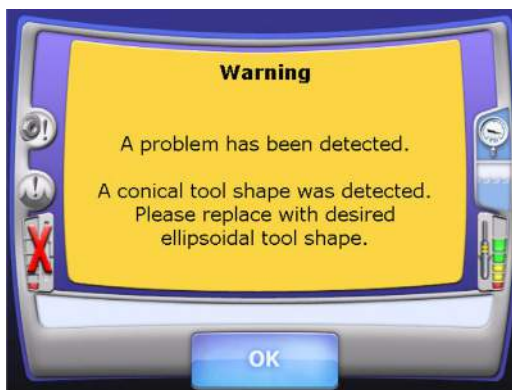 Warning
A problem has been detected.
A conical tool shape was detected.
Please replace with desired
ellipsoidal tool shape.
OK